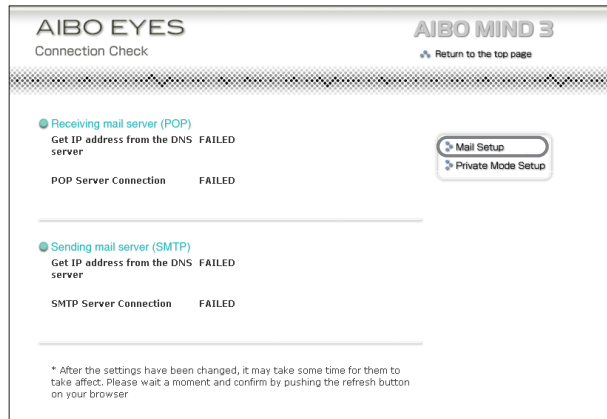 AIBO EYES
AIBO MIND 3
Connection Check
Return to the top page
Receiving mail server (POP)
Get IP address from the DNS FAILED
server
POP Server Connection FAILED
Mail Setup
Private Mode Setup
Sending mail server (SMTP)
Get IP address from the DNS FAILED
server
SMTP Server Connection FAILED
* After the settings have been changed, it may take some time for them to
take affect. Please wait a moment and confirm by pushing the refresh button
on your browser